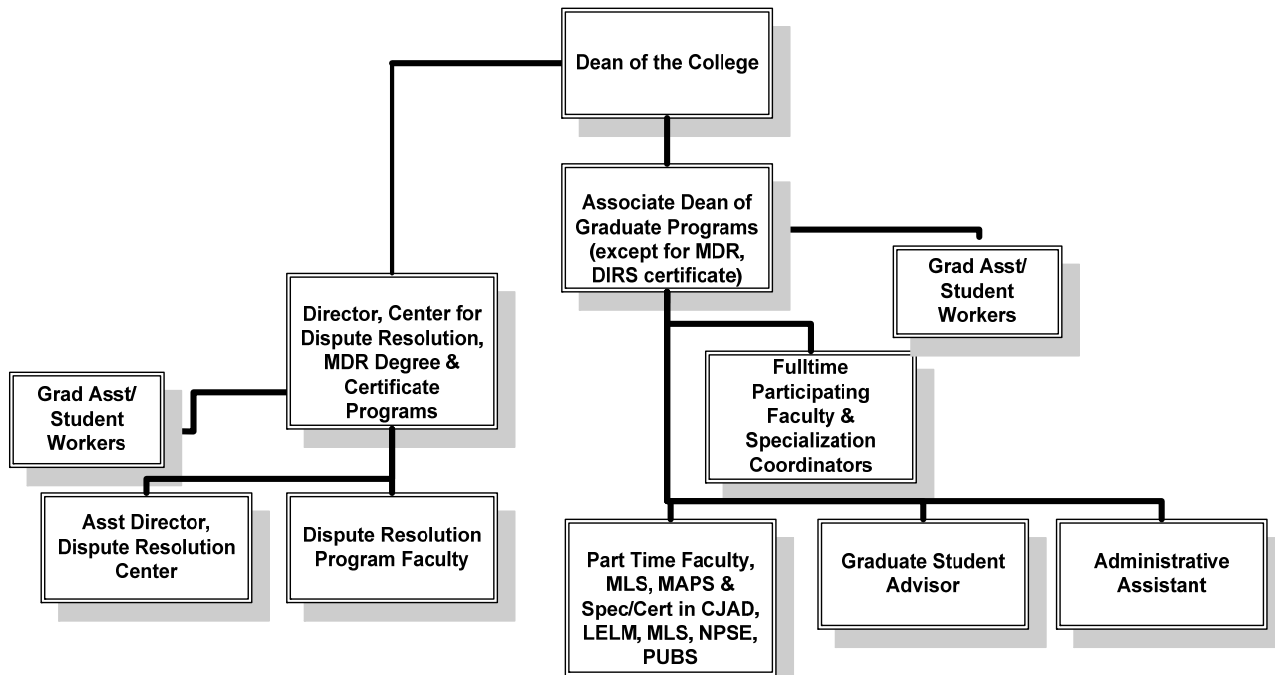 Dean of the College
Associate Dean of
Graduate Programs
(except for MDR,
DIRS certificate)
Grad Asst/
Student
Workers
Director, Center for
Dispute Resolution,
MDR Degree &
Certificate
Programs
Grad Asst/
Student
Workers
Fulltime
Participating
Faculty &
Specialization
Coordinators
Asst Director,
Dispute Resolution
Center
Dispute Resolution
Program Faculty
Part Time Faculty,
MLS, MAPS &
Spec/Cert in CJAD,
LELM, MLS, NPSE,
PUBS
Graduate Student
Advisor
Administrative
Assistant